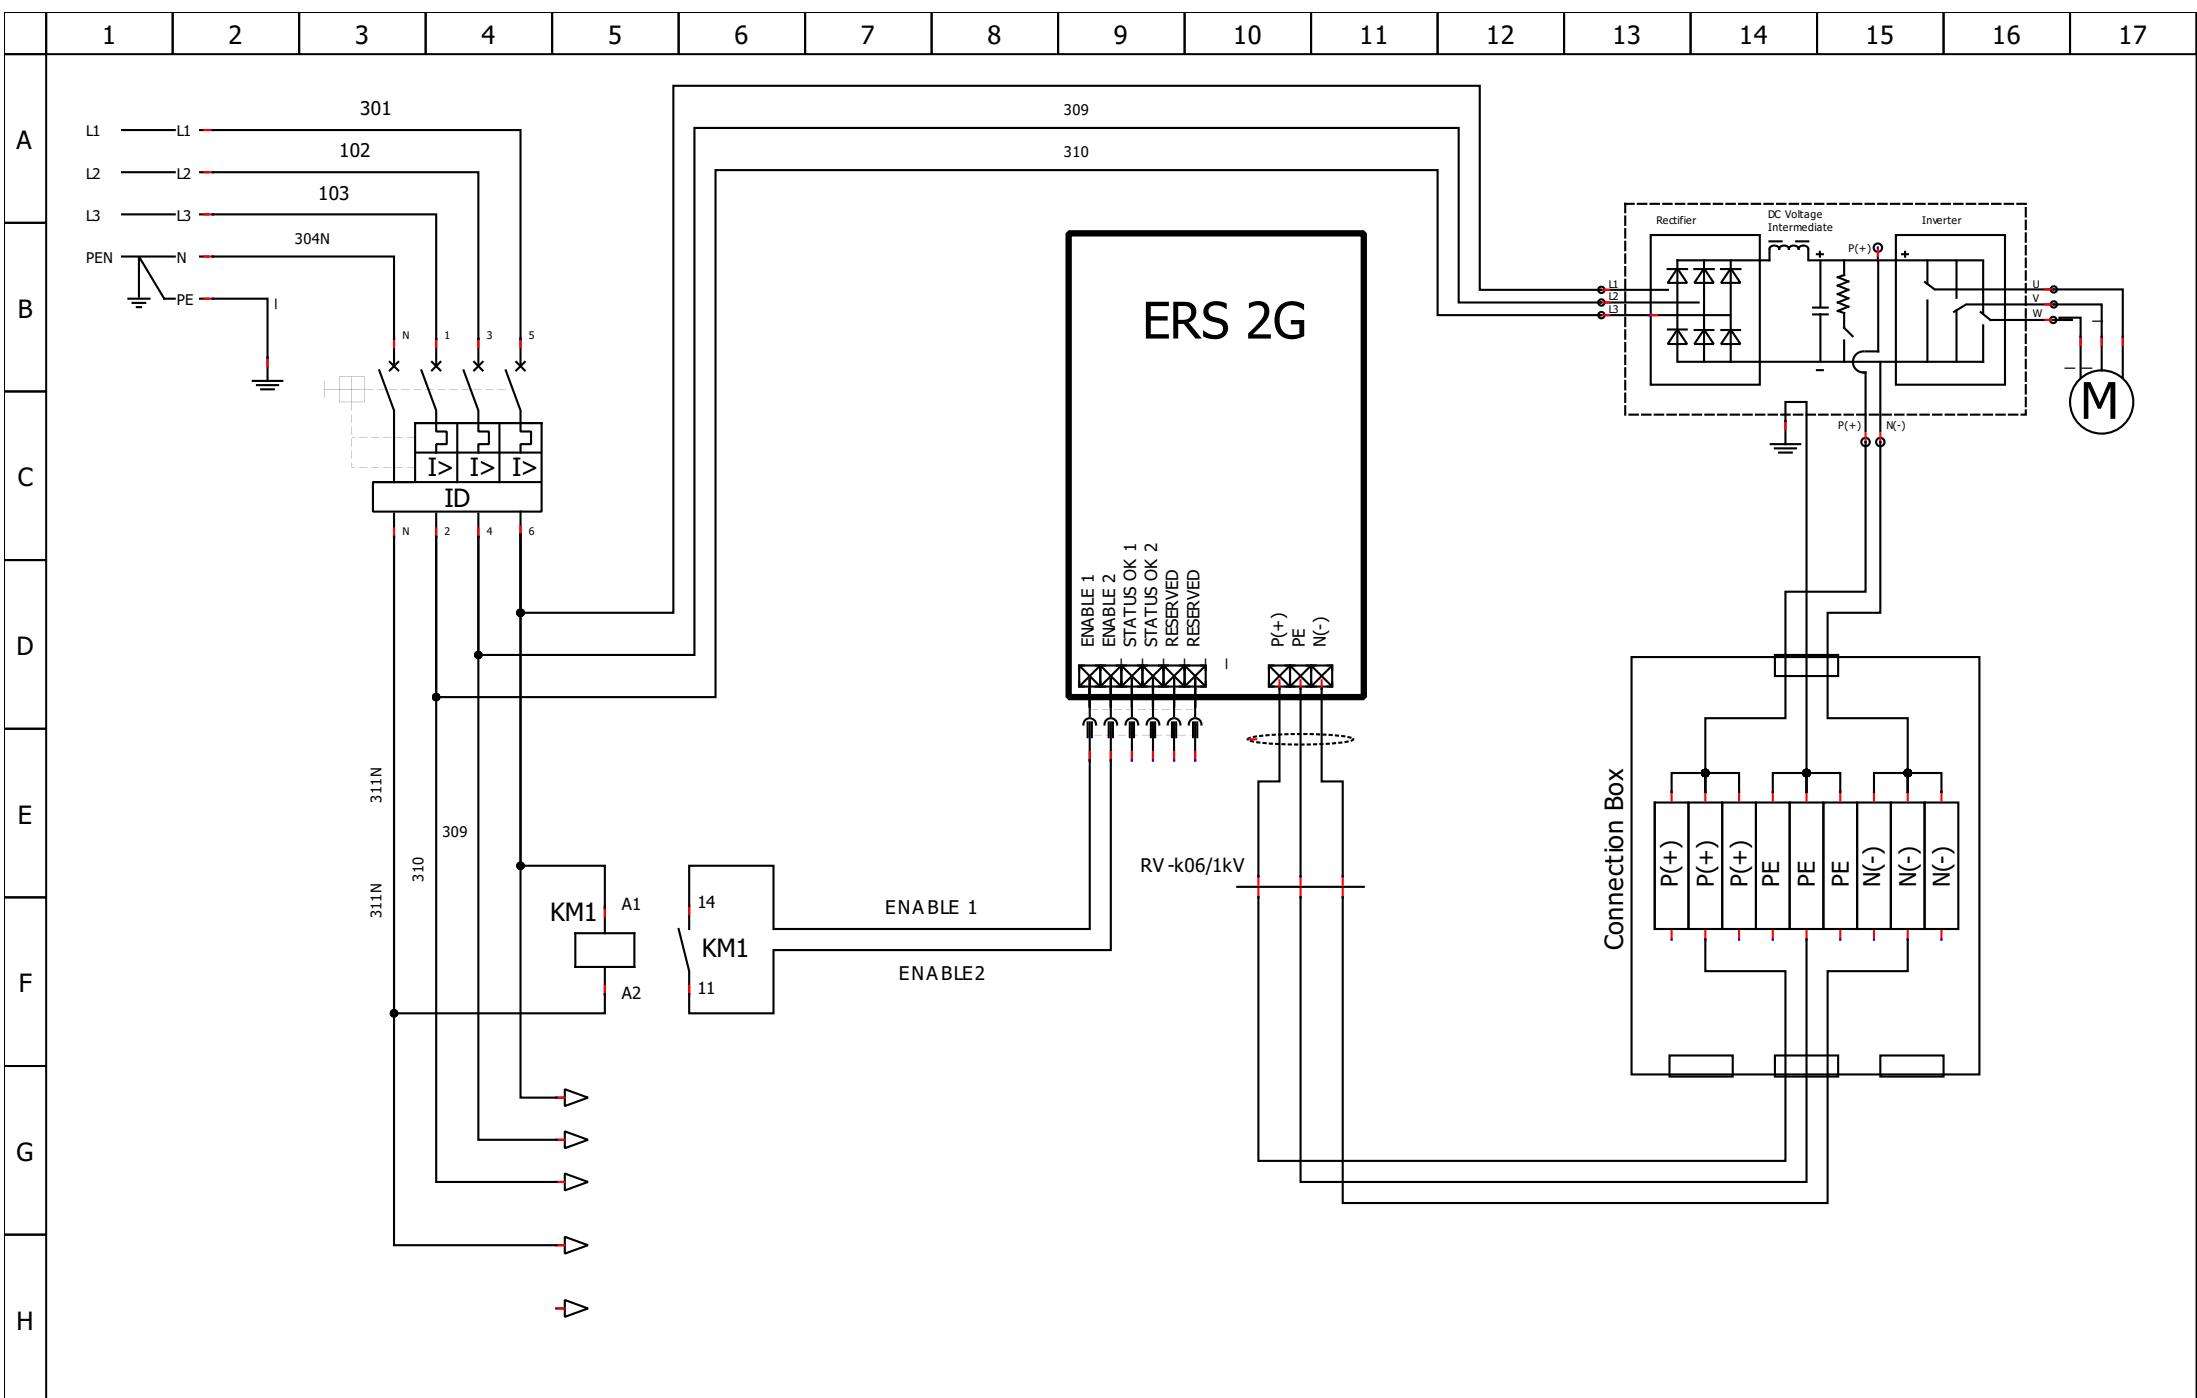 1 2 3 4 5 6 7 8 9 10 11 12 13 14 15 16 17
A
B
C
D
E
F
G
H
301
L1 L1
102
L2 L2
103
L3 L3
304N
PEN N
PE
N 1 3 5
I> I> I>
ID
N 2 4 6
309
310
ERS 2G
ENABLE 1
ENABLE 2
STATUS OK 1
STATUS OK 2
RESERVED
RESERVED
P(+)
PE
N(-)
Rectifier
DC Voltage
Intermediate
Inverter
P(+)
+ +
-
L1
L2
L3
U
V
W
M
P(+) N(-)
311N
309
310
311N
KM1
A1
A2
14
KM1
11
ENABLE 1
ENABLE2
RV-k06/1kV
Connection Box
P(+) P(+) P(+) PE PE PE N(-) N(-) N(-)